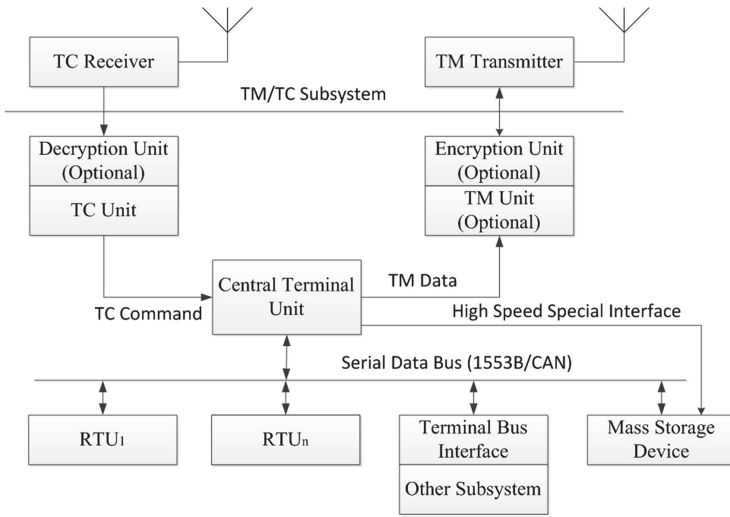 TC Receiver
TM Transmitter
TM/TC Subsystem
Decryption Unit
(Optional)
TC Unit
Encryption Unit
(Optional)
TM Unit
(Optional)
Central Terminal
Unit
TM Data
TC Command
High Speed Special Interface
Serial Data Bus (1553B/CAN)
RTU1
RTUn
Terminal Bus
Interface
Other Subsystem
Mass Storage
Device